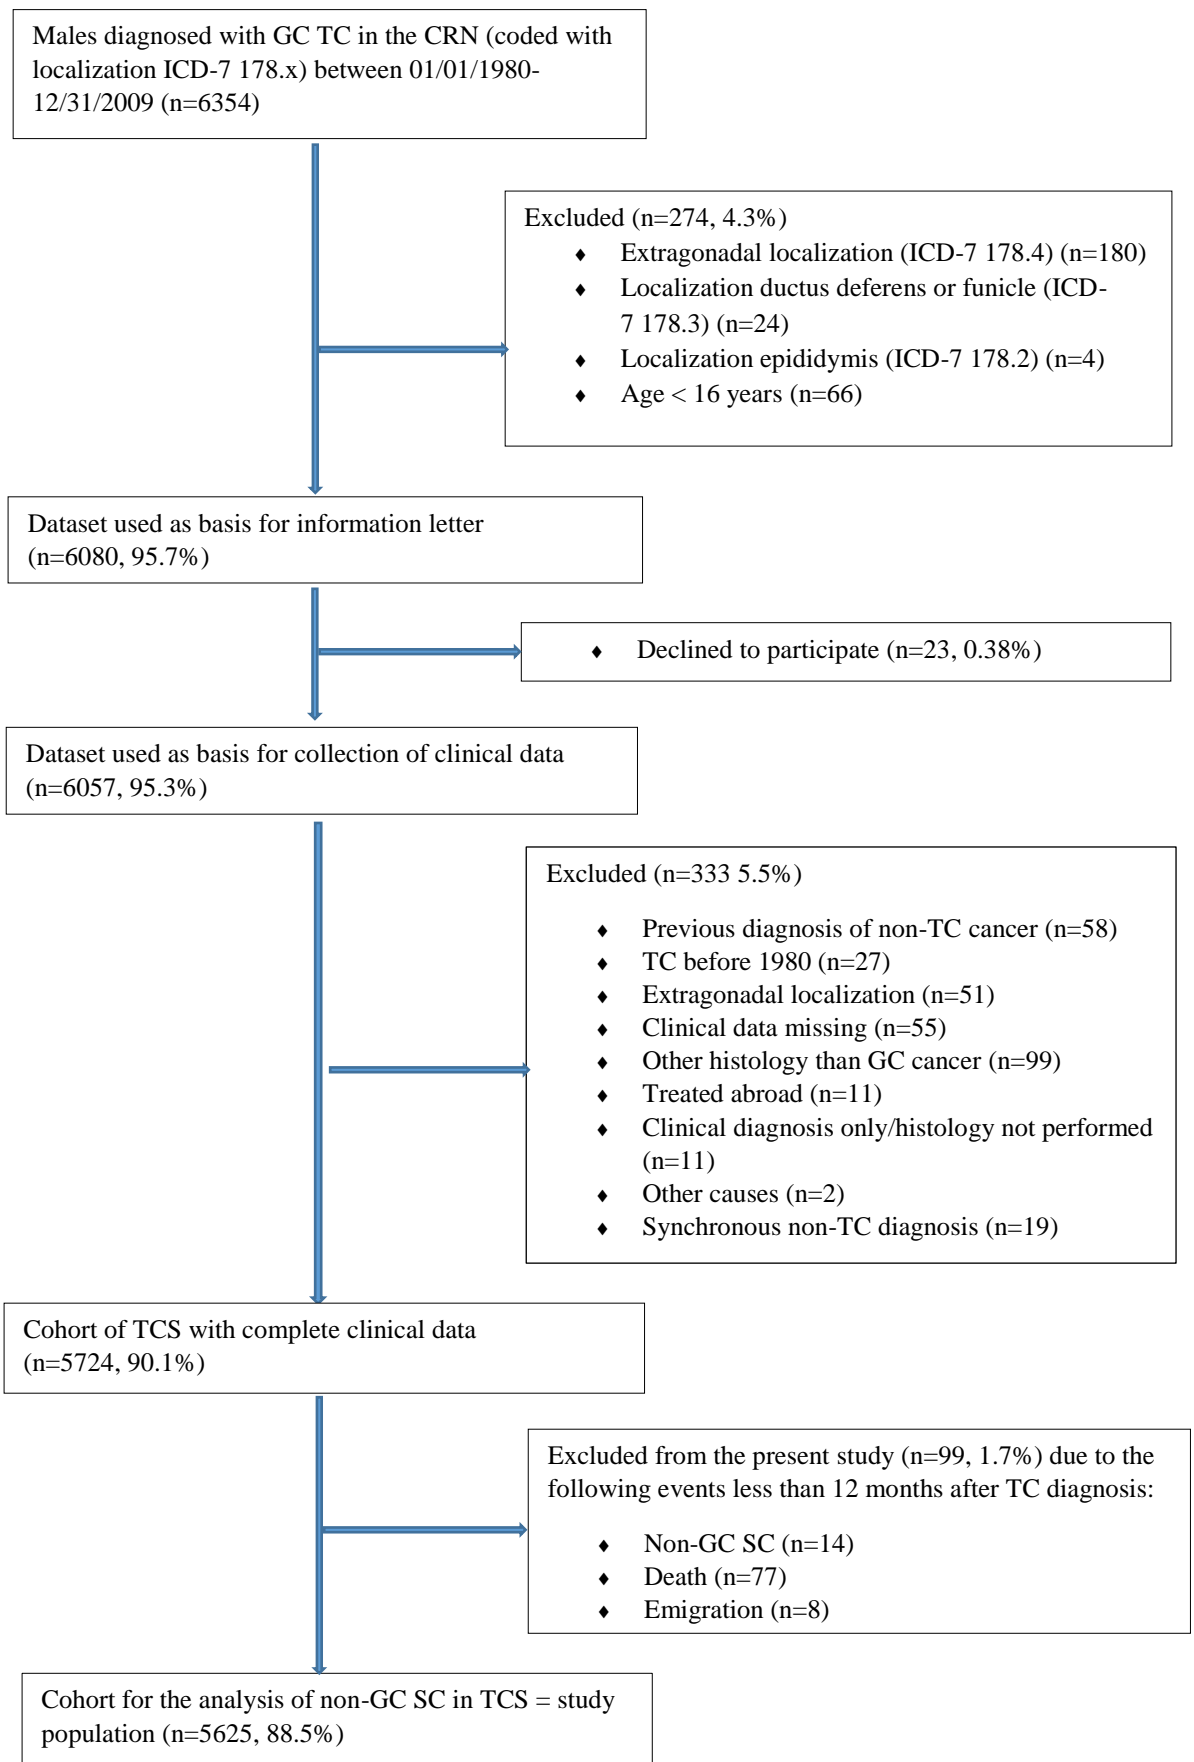 Males diagnosed with GC TC in the CRN (coded with
localization ICD-7 178.x) between 01/01/1980-
12/31/2009 (n=6354)
Excluded (n=274, 4.3%)
♦ Extragonadal localization (ICD-7 178.4) (n=180)
♦ Localization ductus deferens or funicle (ICD-
7 178.3) (n=24)
♦ Localization epididymis (ICD-7 178.2) (n=4)
♦ Age < 16 years (n=66)
Dataset used as basis for information letter
(n=6080, 95.7%)
♦ Declined to participate (n=23, 0.38%)
Dataset used as basis for collection of clinical data
(n=6057, 95.3%)
Excluded (n=333 5.5%)
♦ Previous diagnosis of non-TC cancer (n=58)
♦ TC before 1980 (n=27)
♦ Extragonadal localization (n=51)
♦ Clinical data missing (n=55)
♦ Other histology than GC cancer (n=99)
♦ Treated abroad (n=11)
♦ Clinical diagnosis only/histology not performed
(n=11)
♦ Other causes (n=2)
♦ Synchronous non-TC diagnosis (n=19)
Cohort of TCS with complete clinical data
(n=5724, 90.1%)
Excluded from the present study (n=99, 1.7%) due to the
following events less than 12 months after TC diagnosis:
♦ Non-GC SC (n=14)
♦ Death (n=77)
♦ Emigration (n=8)
Cohort for the analysis of non-GC SC in TCS = study
population (n=5625, 88.5%)